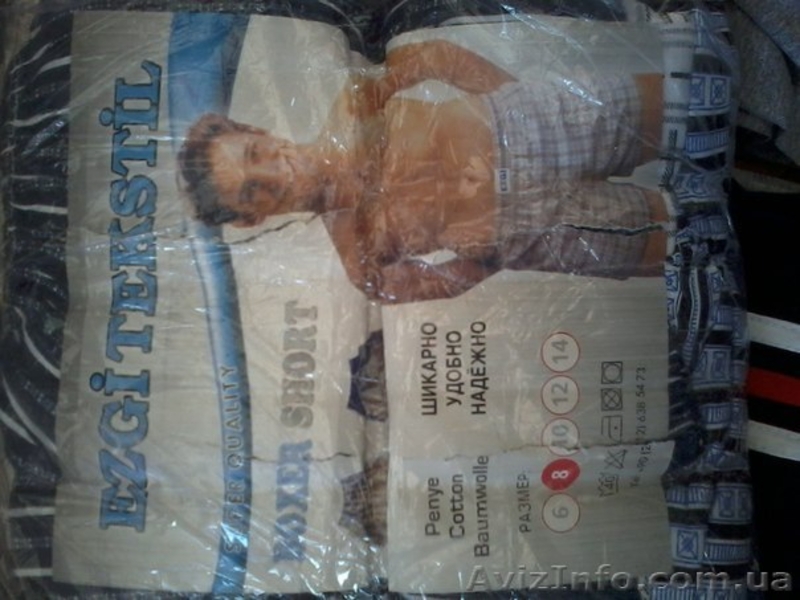 EZGİ TEKSTİL
SUPER QUALITY
BOXER SHORT
ШИКАРНО
УДОБНО
НАДЁЖНО
Penye
Cotton
Baumwolle
РАЗМЕР:
6 8 10 12 14
AvizInfo.com.ua